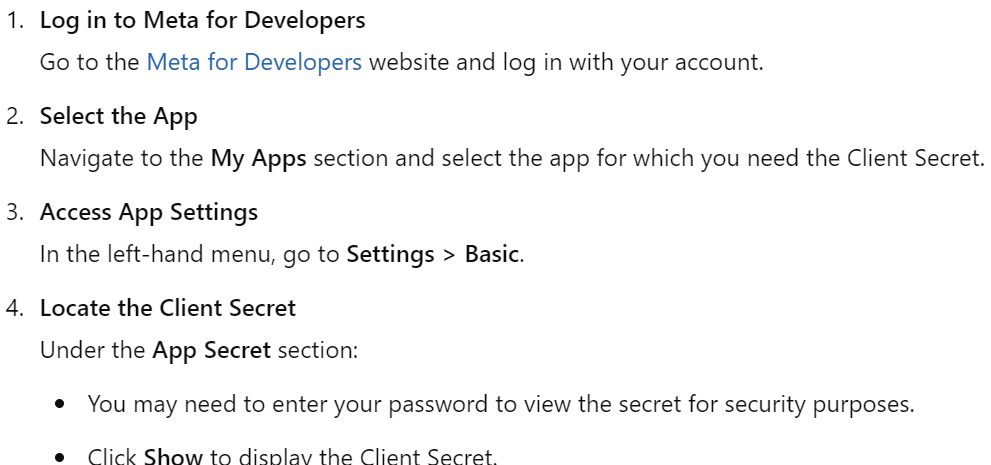 1. Log in to Meta for Developers
Go to the Meta for Developers website and log in with your account.
2. Select the App
Navigate to the My Apps section and select the app for which you need the Client Secret.
3. Access App Settings
In the left-hand menu, go to Settings > Basic.
4. Locate the Client Secret
Under the App Secret section:
• You may need to enter your password to view the secret for security purposes.
• Click Show to display the Client Secret.